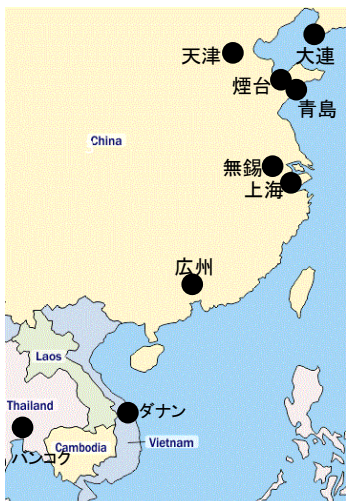 大連
天津
煙台
青島
China
無錫
上海
広州
Laos
Thailand
ダナン
Vietnam
Cambodia
バンコク